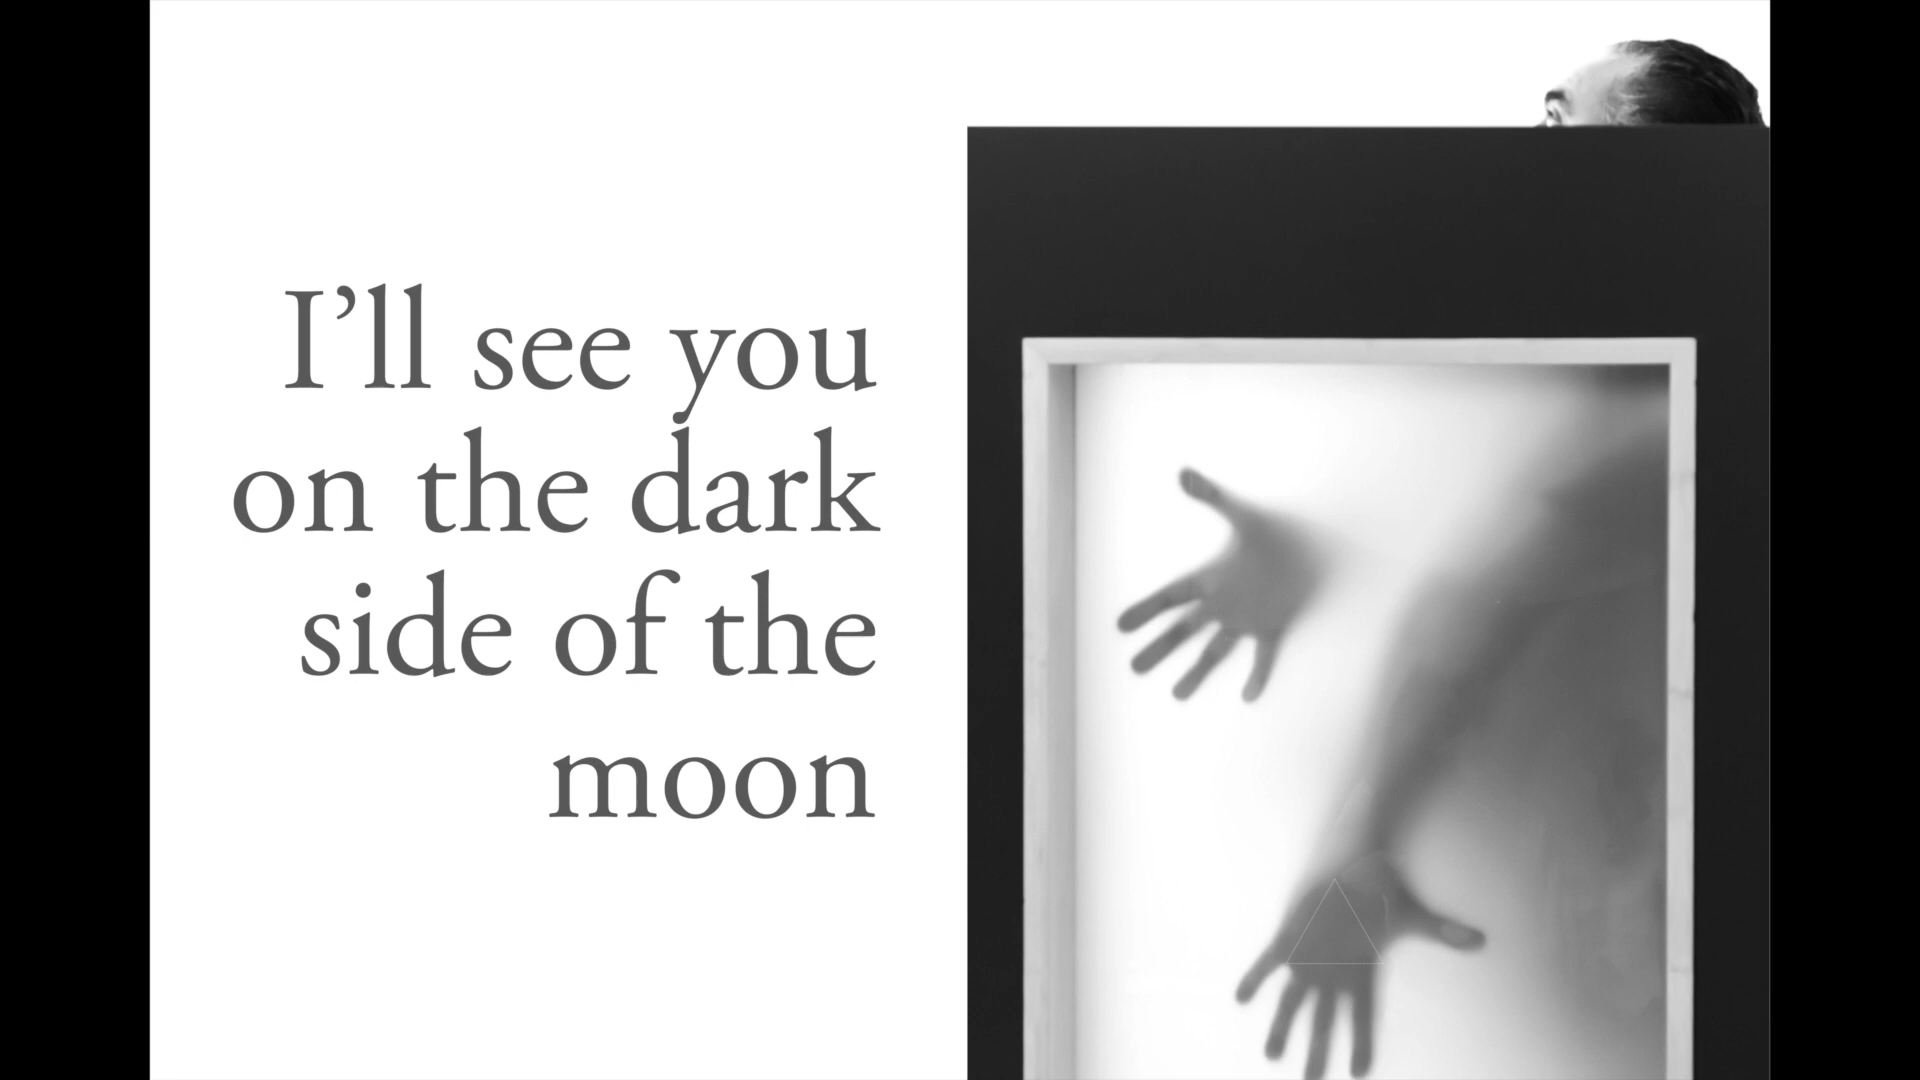 I’ll see you
on the dark
side of the
moon